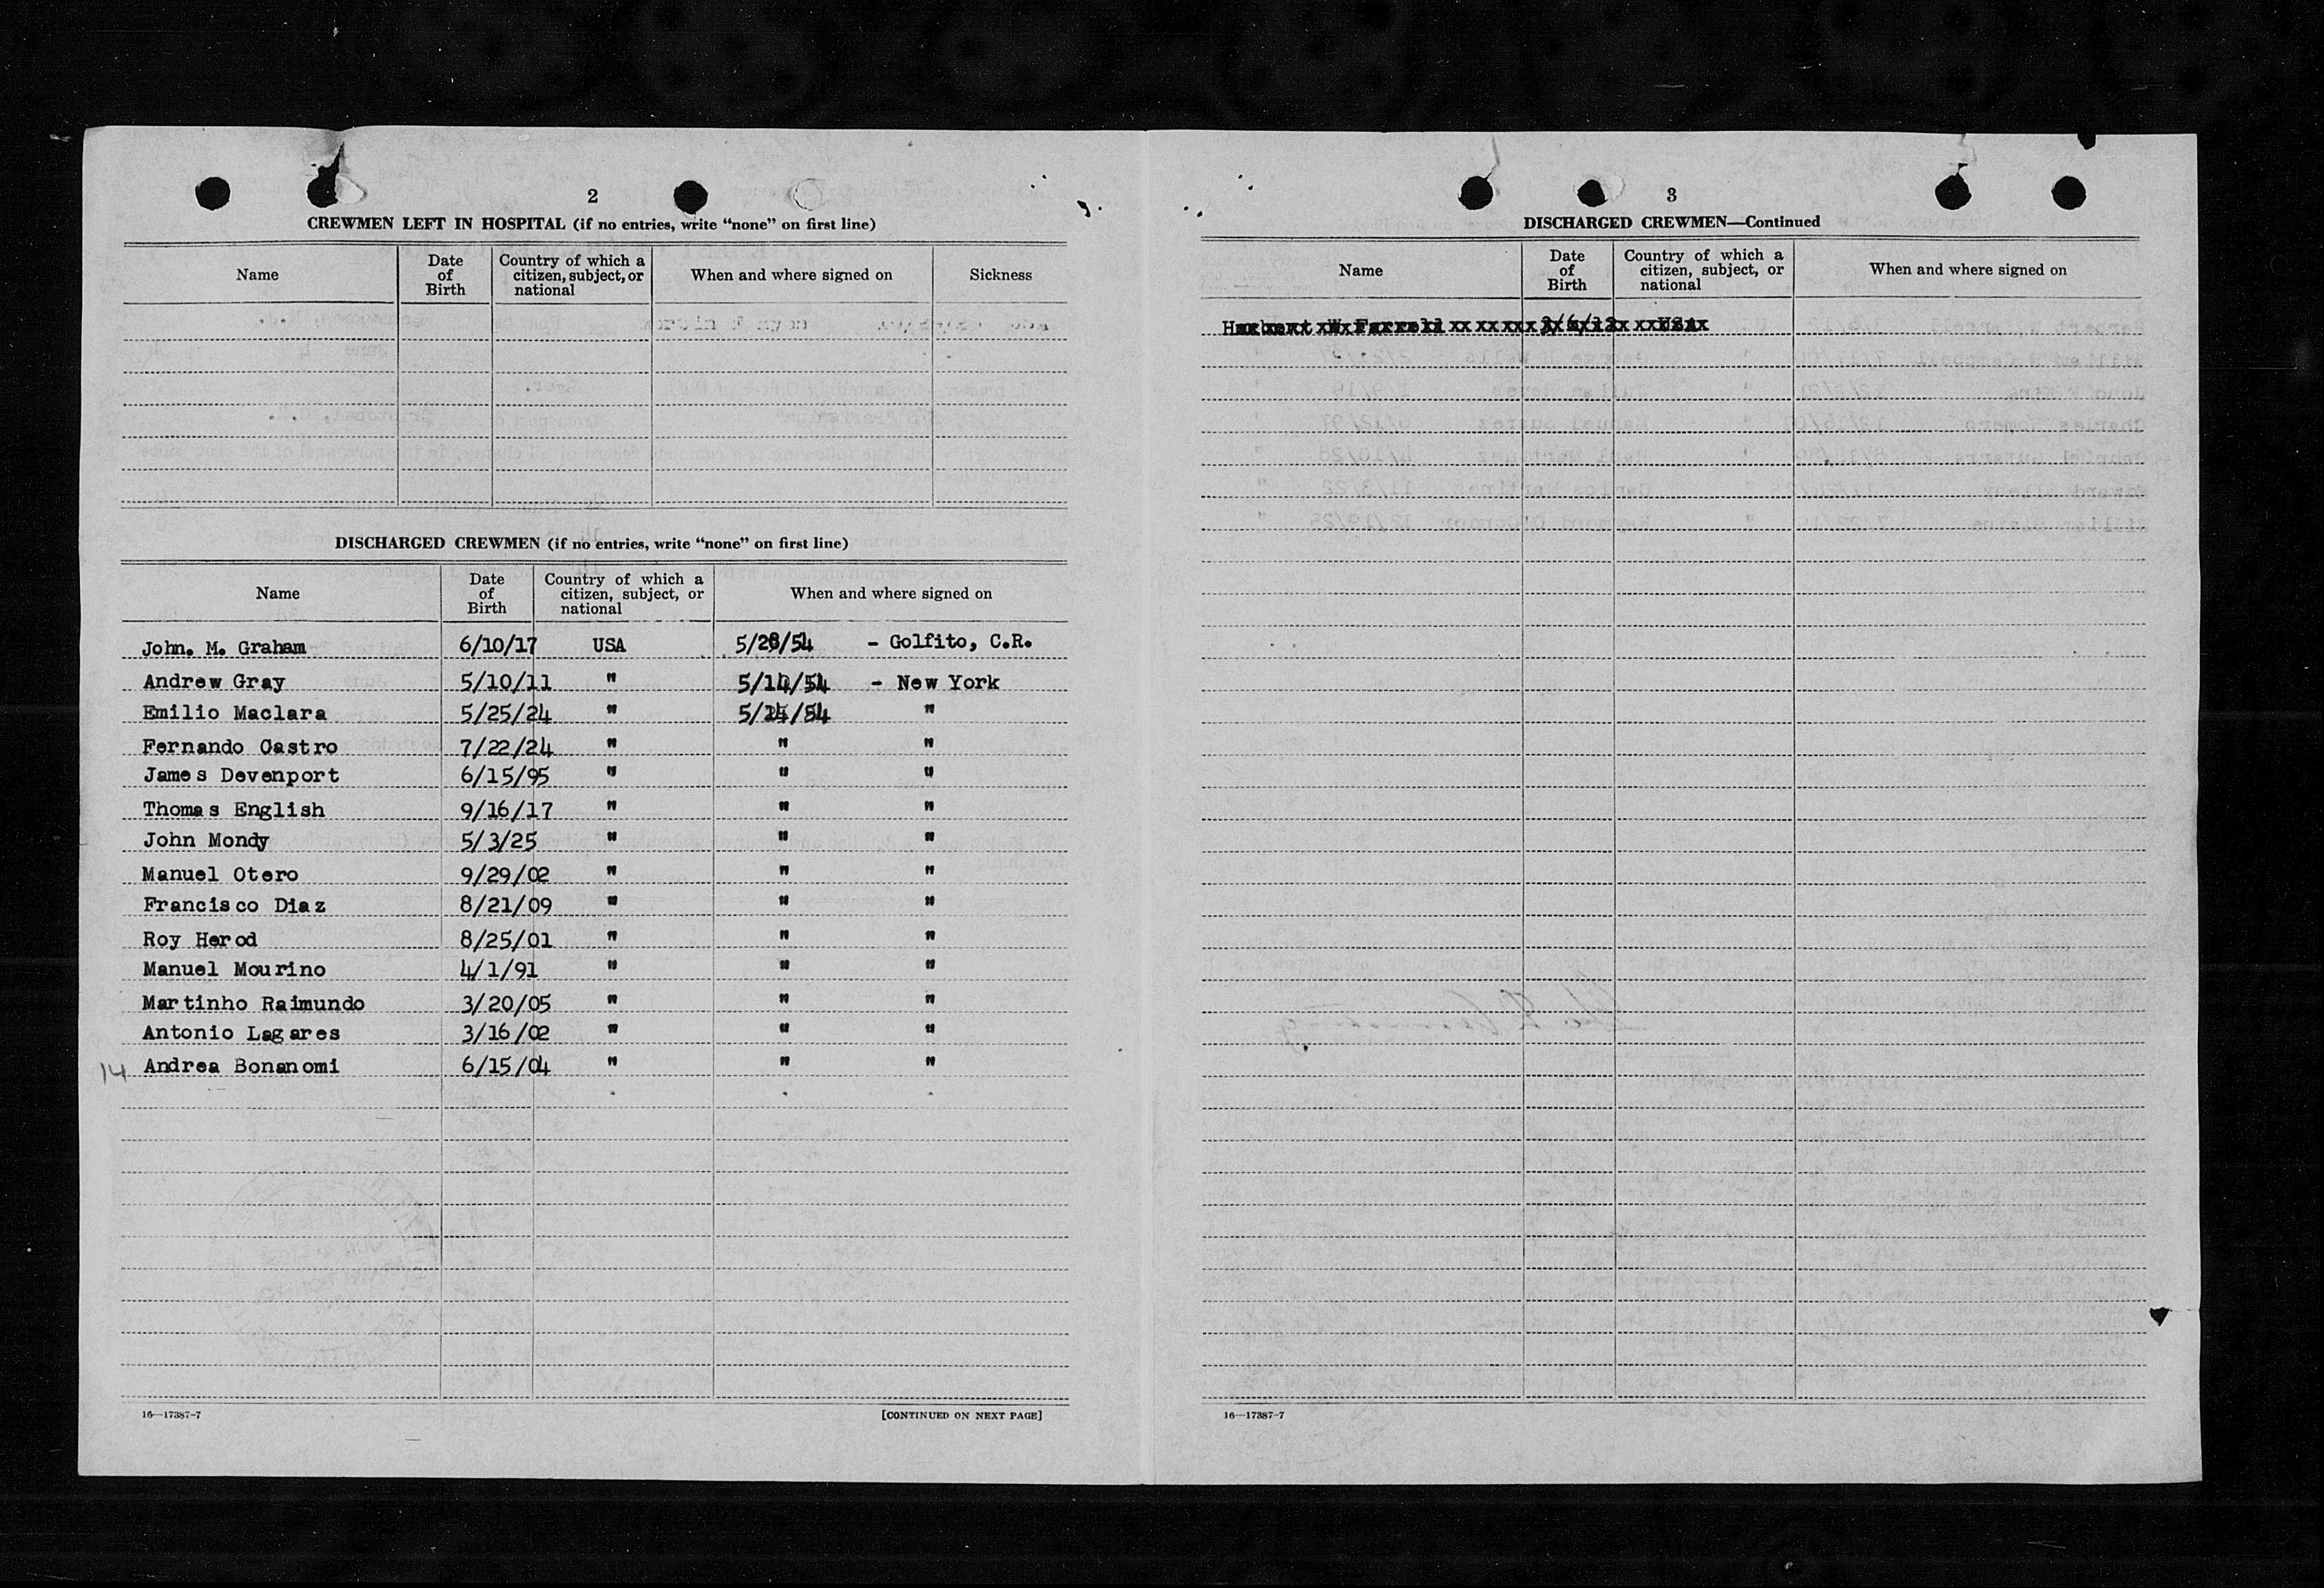 2
CREWMEN LEFT IN HOSPITAL (if no entries, write “none” on first line)
Name Date of Birth Country of which a citizen, subject, or national When and where signed on Sickness
DISCHARGED CREWMEN (if no entries, write “none” on first line)
Name Date of Birth Country of which a citizen, subject, or national When and where signed on
John. M. Graham 6/10/17 USA 5/28/54 - Golfito, C.R.
Andrew Gray 5/10/11 " 5/14/54 - New York
Emilio Maclara 5/25/24 " "
Fernando Castro 7/22/24 " " "
James Devenport 6/15/95 " " "
Thomas English 9/16/17 " " "
John Mondy 5/3/25 " " "
Manuel Otero 9/29/02 " " "
Francisco Diaz 8/21/09 " " "
Roy Herod 8/25/01 " " "
Manuel Mourino 4/1/91 " " "
Martinho Raimundo 3/20/05 " " "
Antonio Lagares 3/16/02 " " "
14 Andrea Bonanomi 6/15/04 " " "
16—17387-7 [CONTINUED ON NEXT PAGE]
3
DISCHARGED CREWMEN—Continued
Name Date of Birth Country of which a citizen, subject, or national When and where signed on
Herbert W Farrell USA
16—17387-7